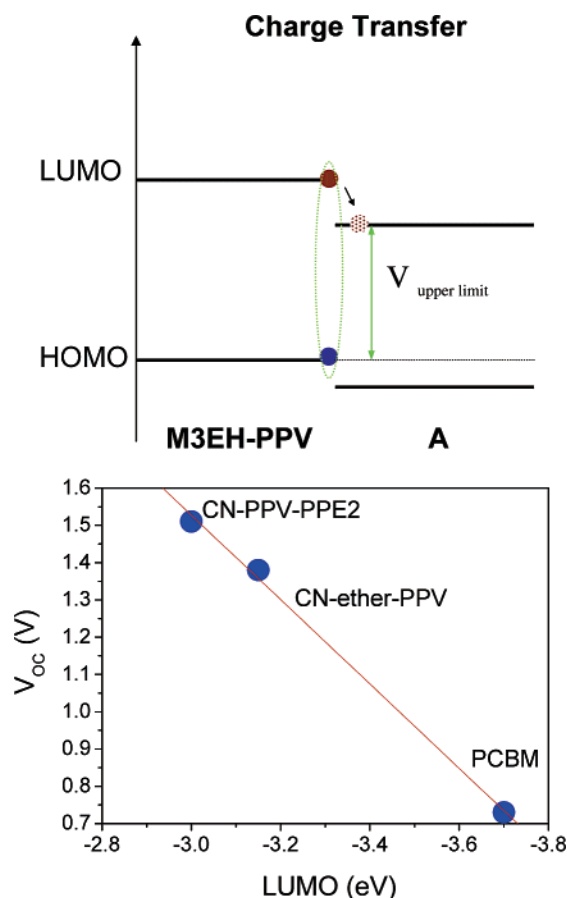 Charge Transfer
LUMO
V upper limit
HOMO
M3EH-PPV A
1.6
CN-PPV-PPE2
1.5
1.4
CN-ether-PPV
1.3
1.2
1.1
1.0
0.9
PCBM
0.8
0.7
V_OC (V)
-2.8 -3.0 -3.2 -3.4 -3.6 -3.8
LUMO (eV)